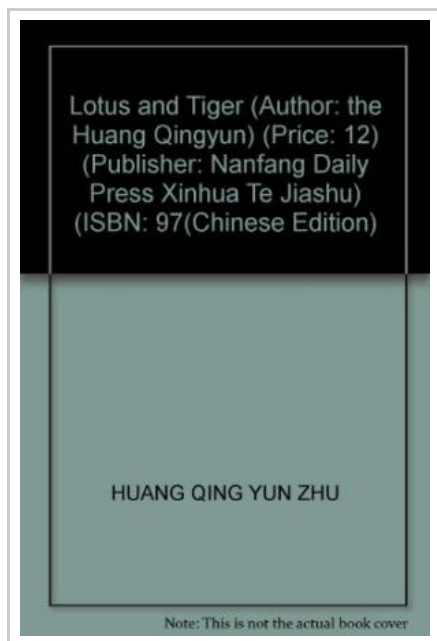 Lotus and Tiger (Author: the
Huang Qingyun) (Price: 12)
(Publisher: Nanfang Daily
Press Xinhua Te Jiashu)
(ISBN: 97(Chinese Edition)
HUANG QING YUN ZHU
Note: This is not the actual book cover